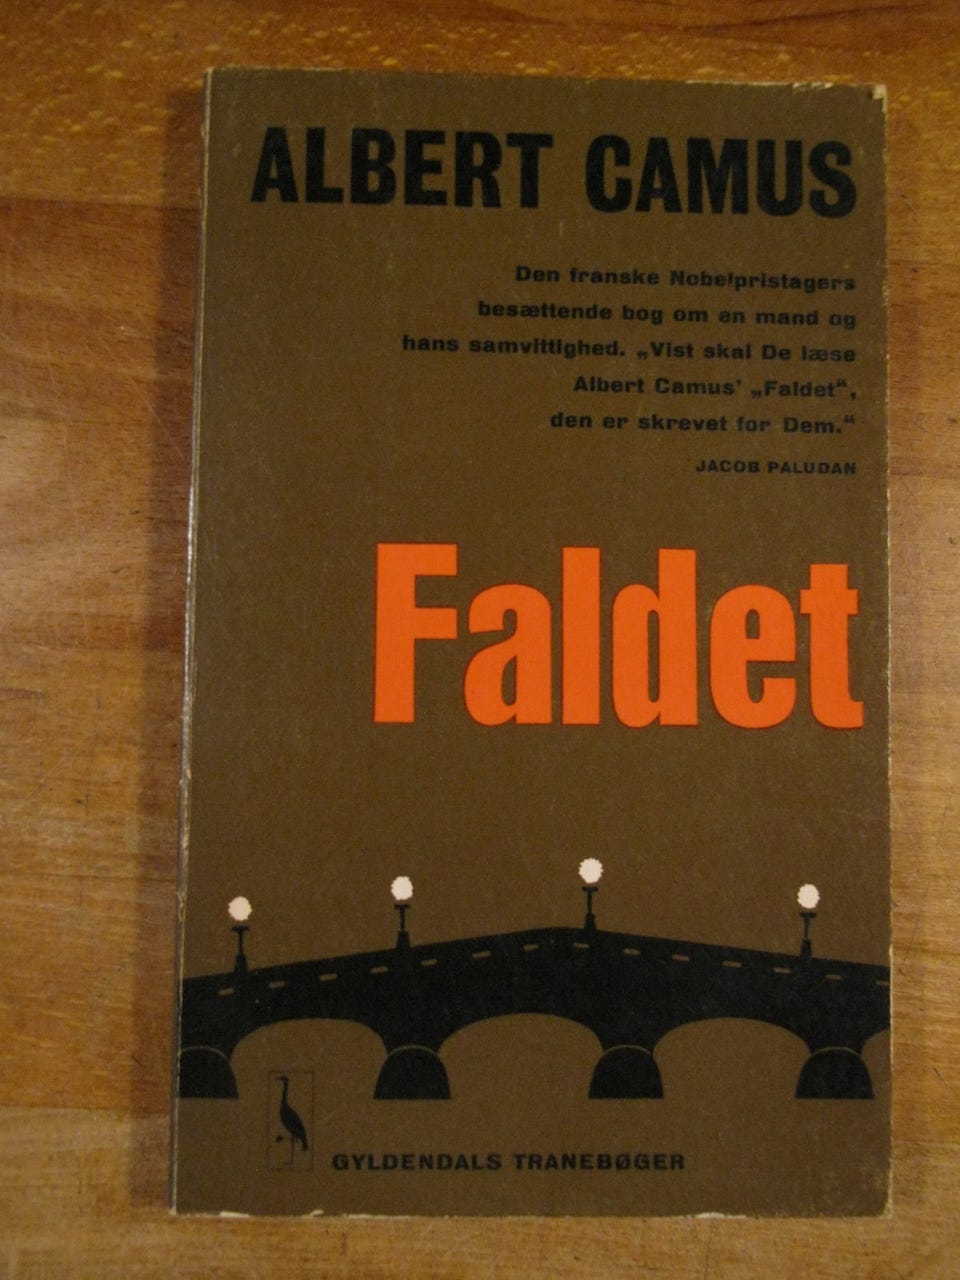 ALBERT CAMUS
Den franske Nobelpristagers
besættende bog om en mand og
hans samvittighed. „Vist skal De læse
Albert Camus' „Faldet“,
den er skrevet for Dem.“
JACOB PALUDAN
Faldet
GYLDENDALS TRANEBØGER